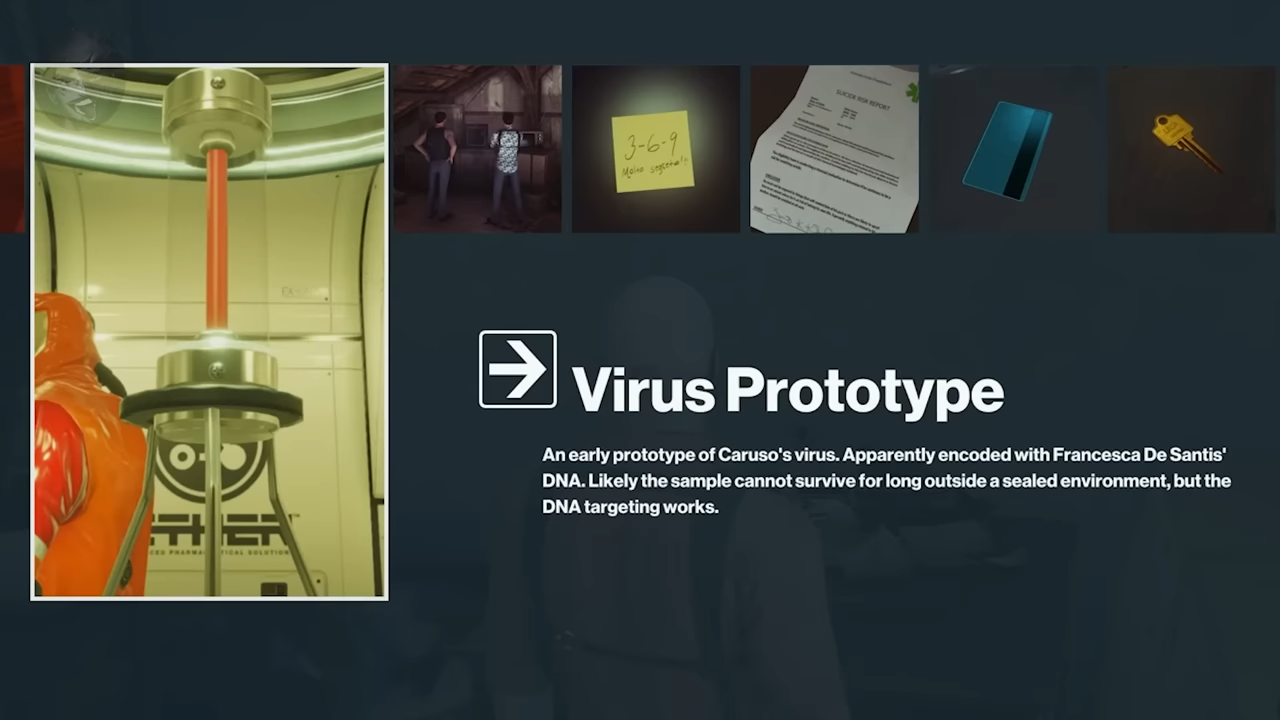 3-6-9
SUICIDE RISK REPORT
Virus Prototype
An early prototype of Caruso's virus. Apparently encoded with Francesca De Santis'
DNA. Likely the sample cannot survive for long outside a sealed environment, but the
DNA targeting works.